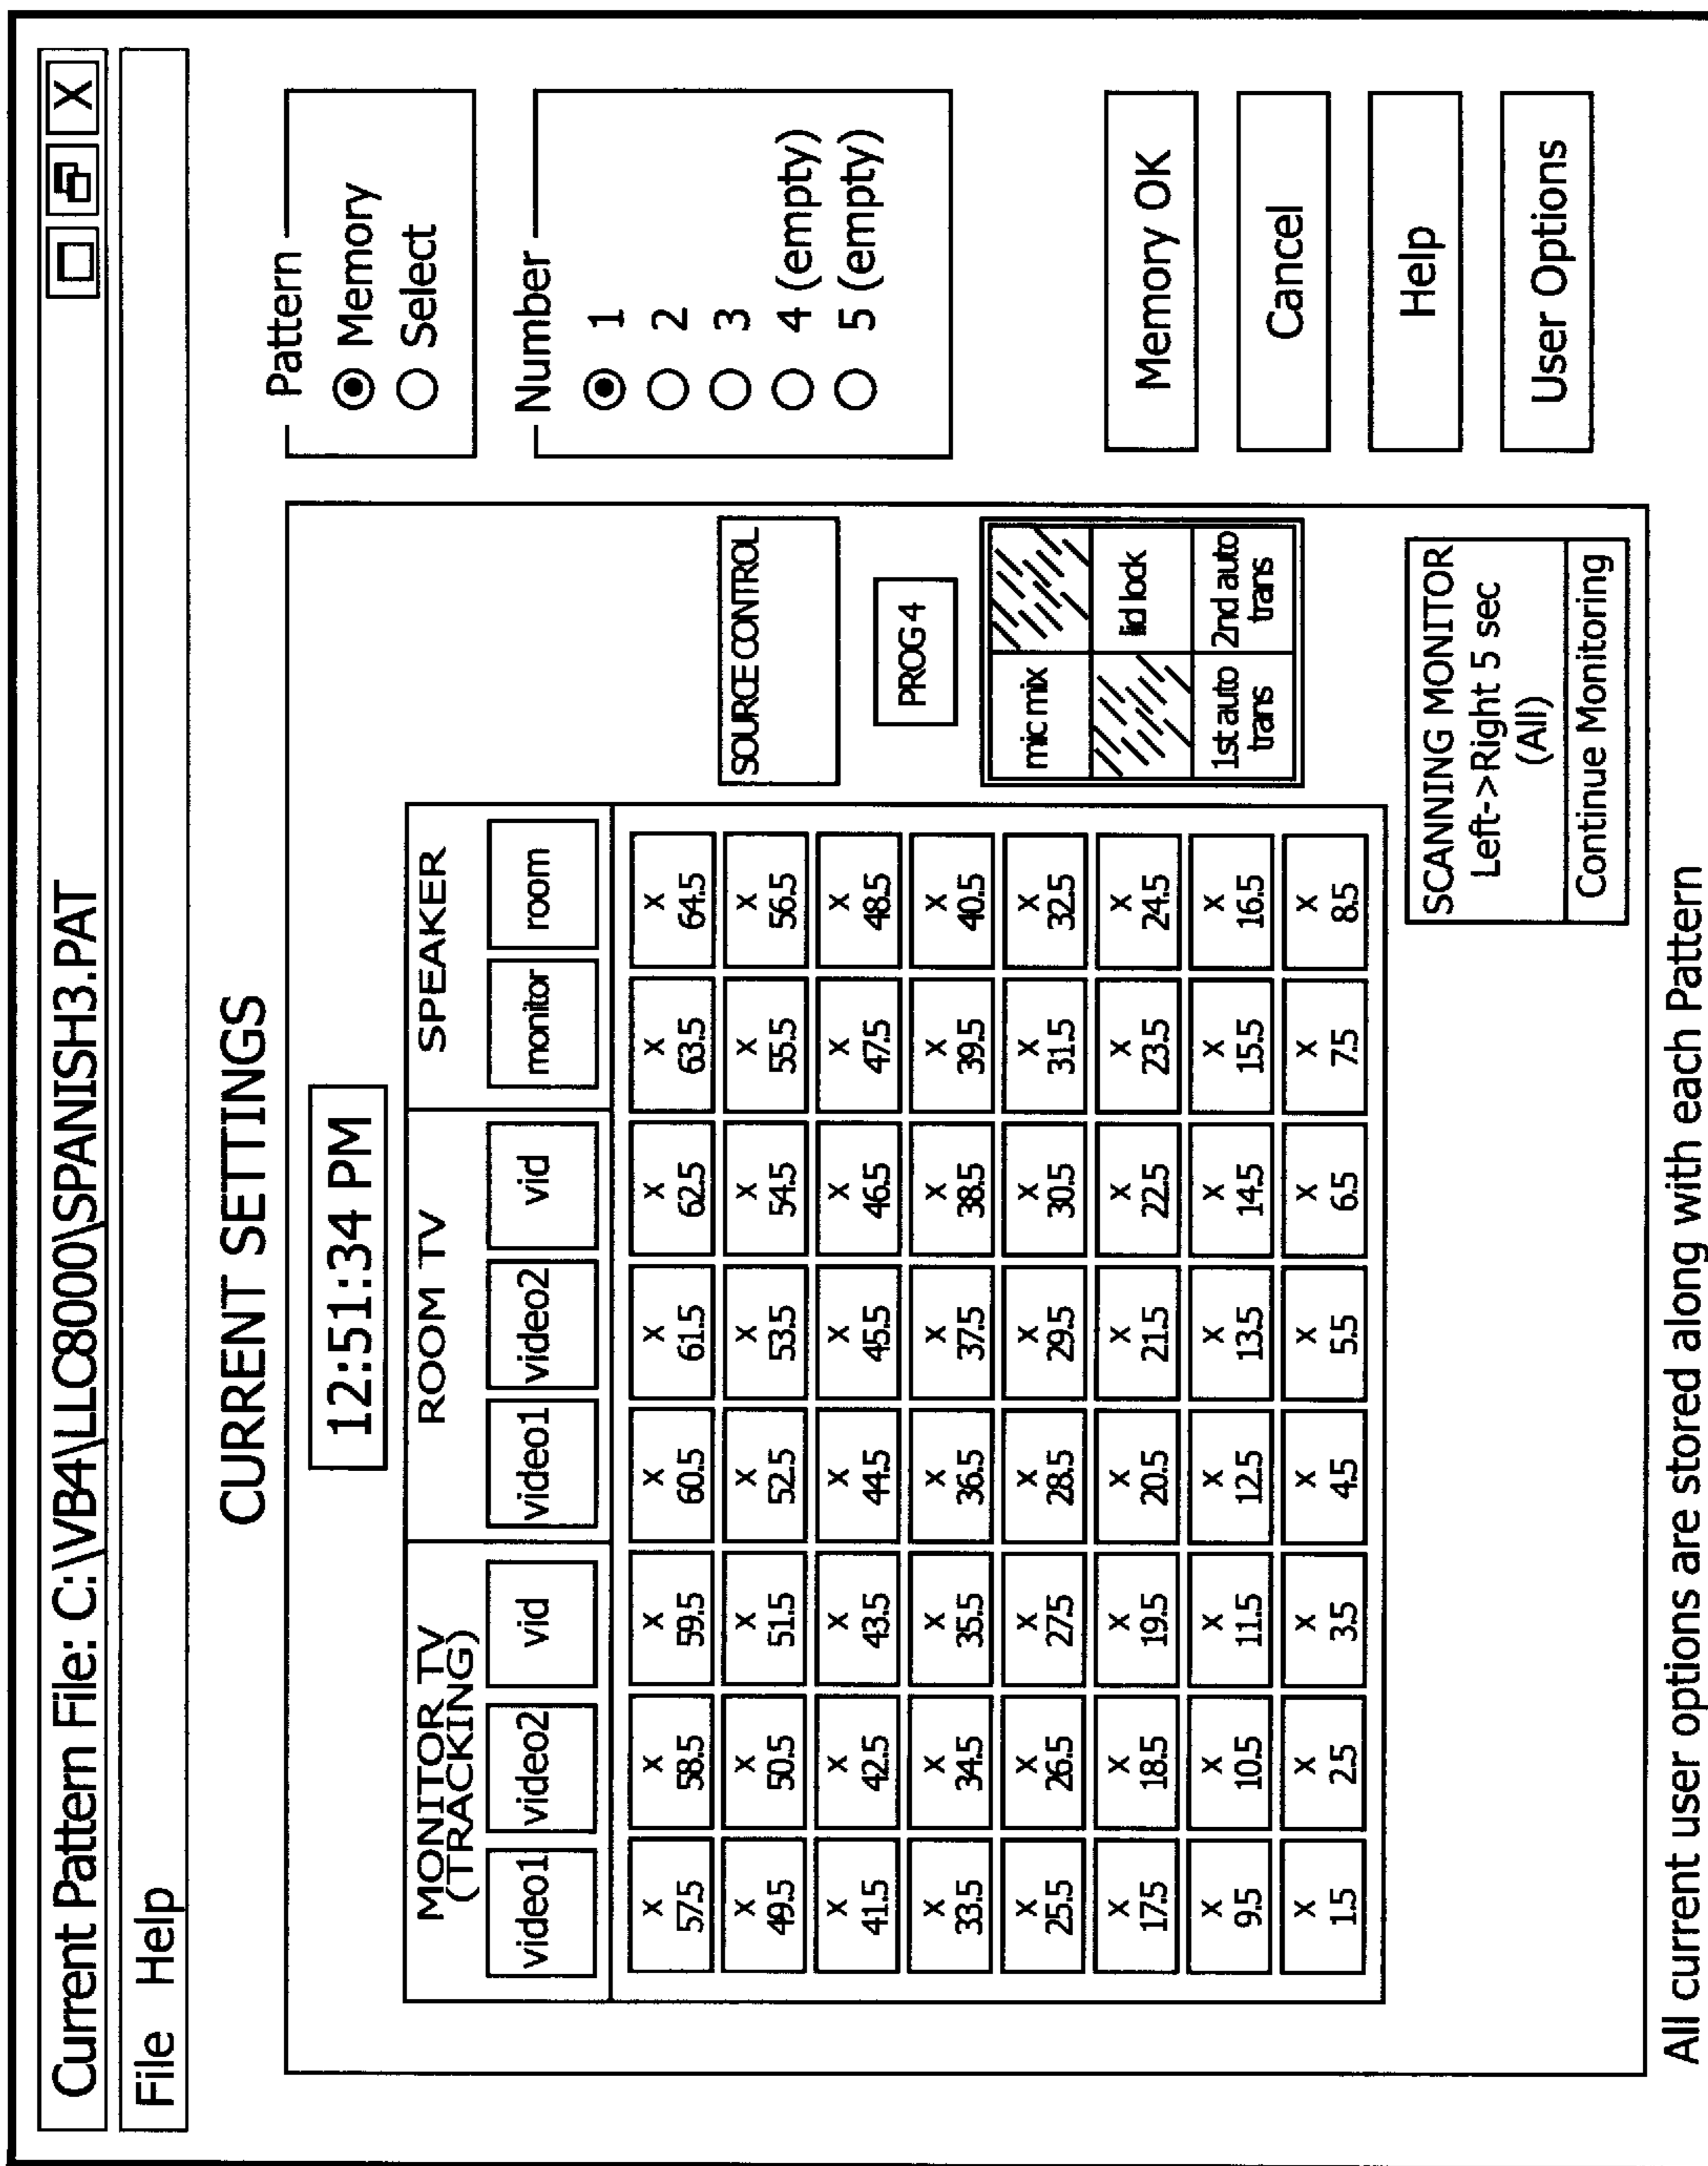 Current Pattern File: C:\VB4\LLC8000\SPANISH3.PAT
X
File Help
CURRENT SETTINGS
12:51:34 PM
MONITOR TV
(TRACKING)
ROOM TV
SPEAKER
video1 video2 vid video1 video2 vid monitor room
X X X X X X X X
57.5 58.5 59.5 60.5 61.5 62.5 63.5 64.5
X X X X X X X X
49.5 50.5 51.5 52.5 53.5 54.5 55.5 56.5
X X X X X X X X
41.5 42.5 43.5 44.5 45.5 46.5 47.5 48.5
X X X X X X X X
33.5 34.5 35.5 36.5 37.5 38.5 39.5 40.5
X X X X X X X X
25.5 26.5 27.5 28.5 29.5 30.5 31.5 32.5
X X X X X X X X
17.5 18.5 19.5 20.5 21.5 22.5 23.5 24.5
X X X X X X X X
9.5 10.5 11.5 12.5 13.5 14.5 15.5 16.5
X X X X X X X X
1.5 2.5 3.5 4.5 5.5 6.5 7.5 8.5
SOURCE CONTROL
PROG 4
mic mix
lid lock
1st auto 2nd auto
trans trans
SCANNING MONITOR
Left->Right 5 sec
(All)
Continue Monitoring
Pattern
Memory
Select
Number
1
2
3
4 (empty)
5 (empty)
Memory OK
Cancel
Help
User Options
All current user options are stored along with each Pattern